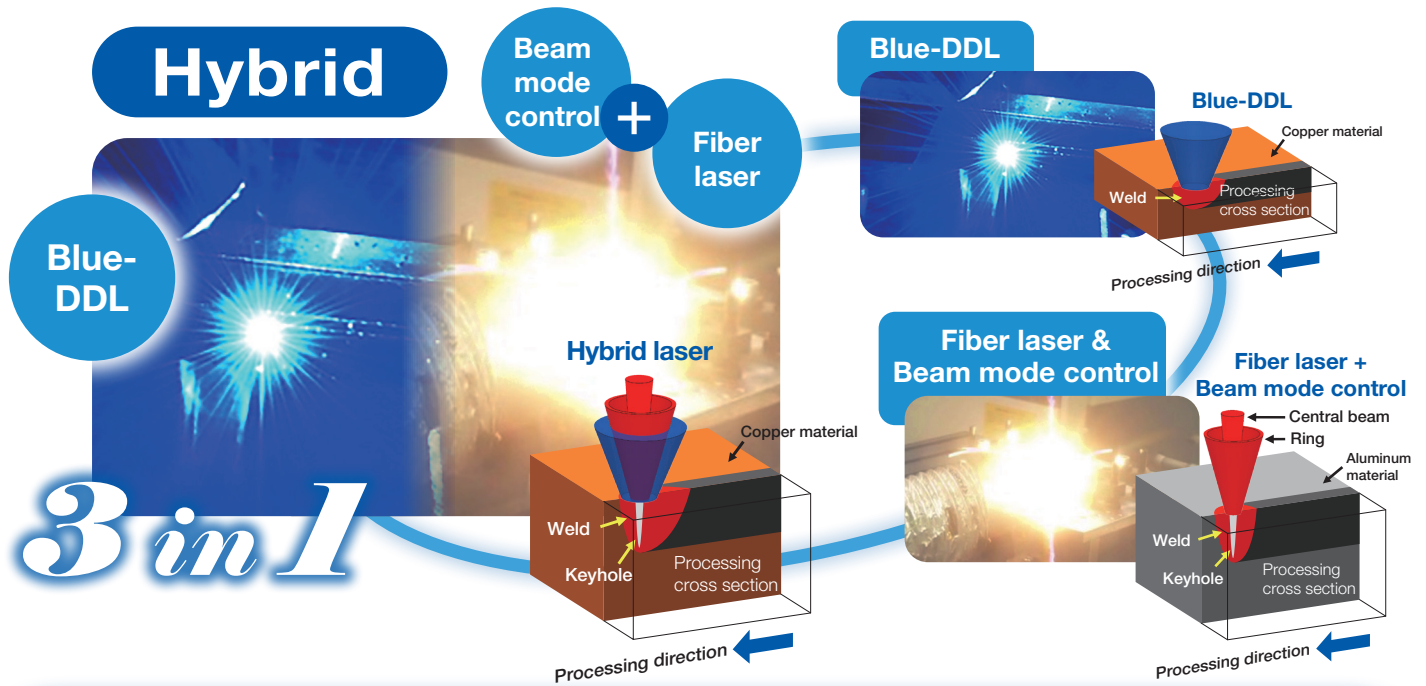 Hybrid
Beam
mode
control
+
Fiber
laser
Blue-
DDL
3 in 1
Hybrid laser
Copper material
Weld
Keyhole
Processing
cross section
Processing direction
Blue-DDL
Blue-DDL
Copper material
Weld
Processing
cross section
Processing direction
Fiber laser &
Beam mode control
Fiber laser +
Beam mode control
Central beam
Ring
Aluminum
material
Weld
Keyhole
Processing
cross section
Processing direction